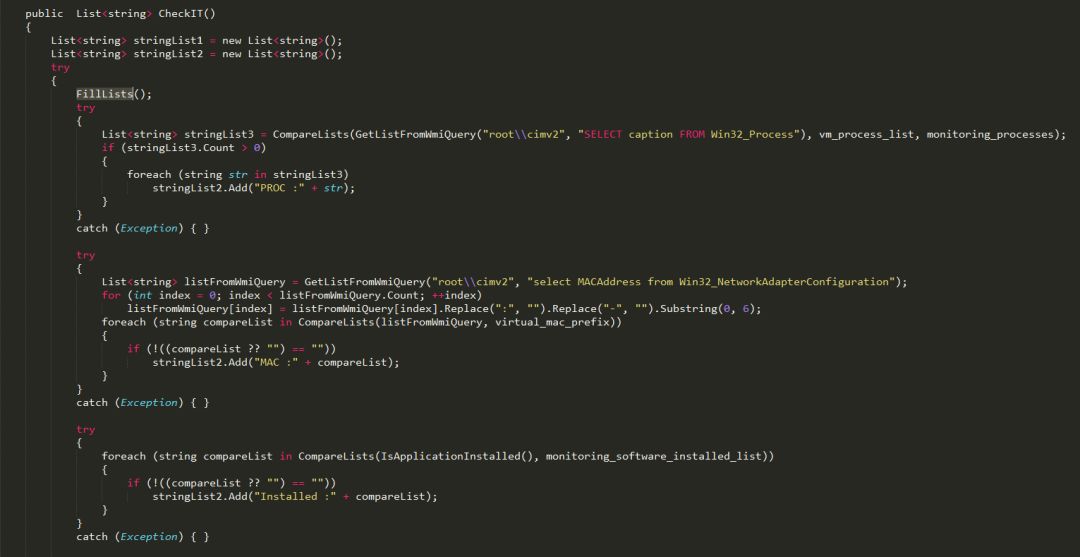 public  List<string> CheckIT()
{
    List<string> stringList1 = new List<string>();
    List<string> stringList2 = new List<string>();
    try
    {
        FillLists();
        try
        {
            List<string> stringList3 = CompareLists(GetListFromWmiQuery("root\\cimv2", "SELECT caption FROM Win32_Process"), vm_process_list, monitoring_processes);
            if (stringList3.Count > 0)
            {
                foreach (string str in stringList3)
                    stringList2.Add("PROC :" + str);
            }
        }
        catch (Exception) { }

        try
        {
            List<string> listFromWmiQuery = GetListFromWmiQuery("root\\cimv2", "select MACAddress from Win32_NetworkAdapterConfiguration");
            for (int index = 0; index < listFromWmiQuery.Count; ++index)
                listFromWmiQuery[index] = listFromWmiQuery[index].Replace(":", "").Replace("-", "").Substring(0, 6);
            foreach (string compareList in CompareLists(listFromWmiQuery, virtual_mac_prefix))
            {
                if (!((compareList ?? "") == ""))
                    stringList2.Add("MAC :" + compareList);
            }
        }
        catch (Exception) { }

        try
        {
            foreach (string compareList in CompareLists(IsApplicationInstalled(), monitoring_software_installed_list))
            {
                if (!((compareList ?? "") == ""))
                    stringList2.Add("Installed :" + compareList);
            }
        }
        catch (Exception) { }